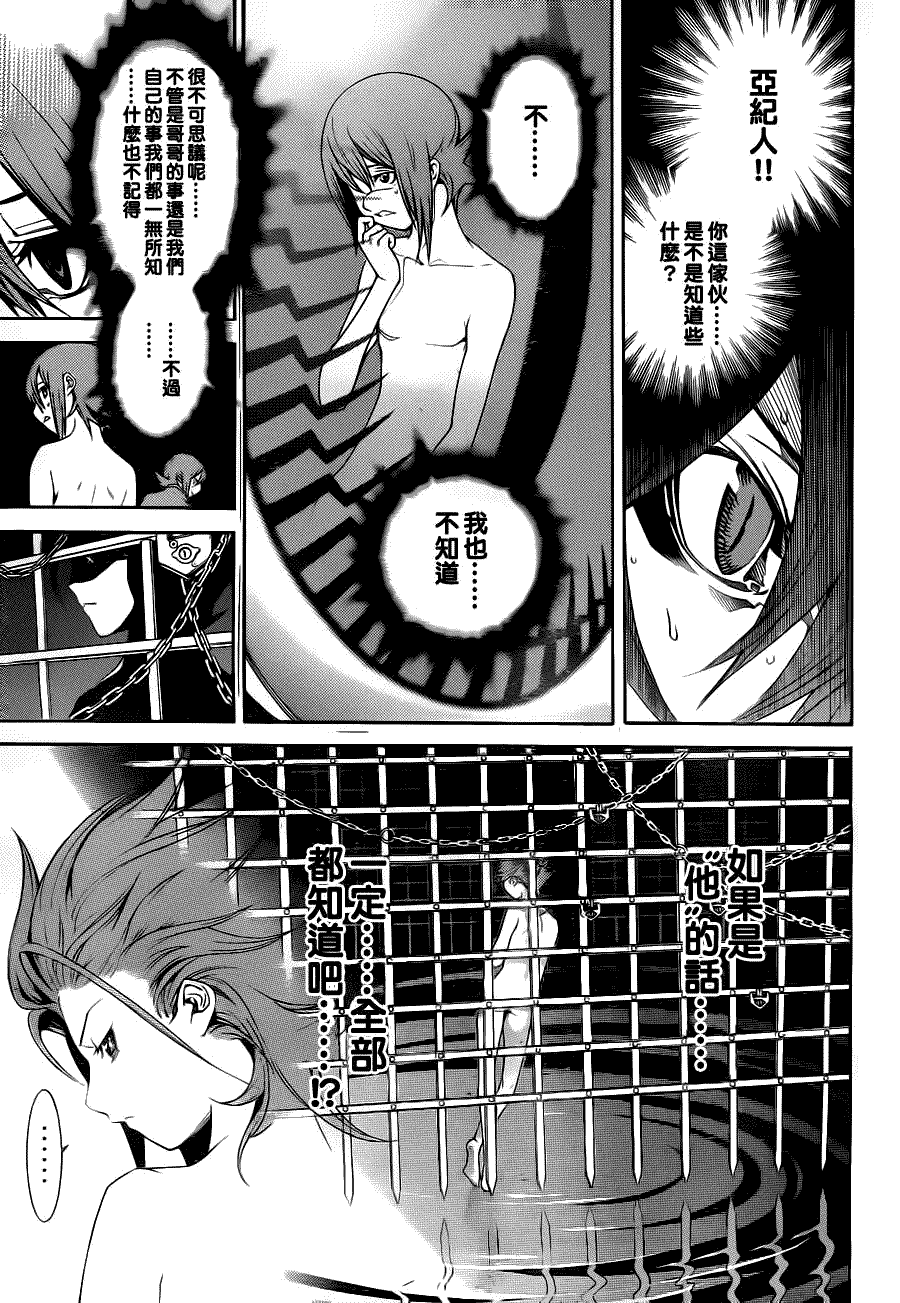 亞紀人!!
你這傢伙……
是不是知道些
什麼？
不……
我也……
不知道
很不可思議呢……
不管是哥哥的事還是我們
自己的事我們都一無所知
……什麼也不記得
……不過
……
如果是
“他”的話……
一定……全部
都知道吧……!?
……